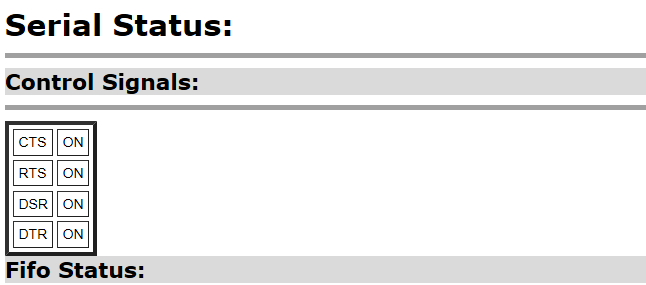 Serial Status:
Control Signals:
CTS ON
RTS ON
DSR ON
DTR ON
Fifo Status: